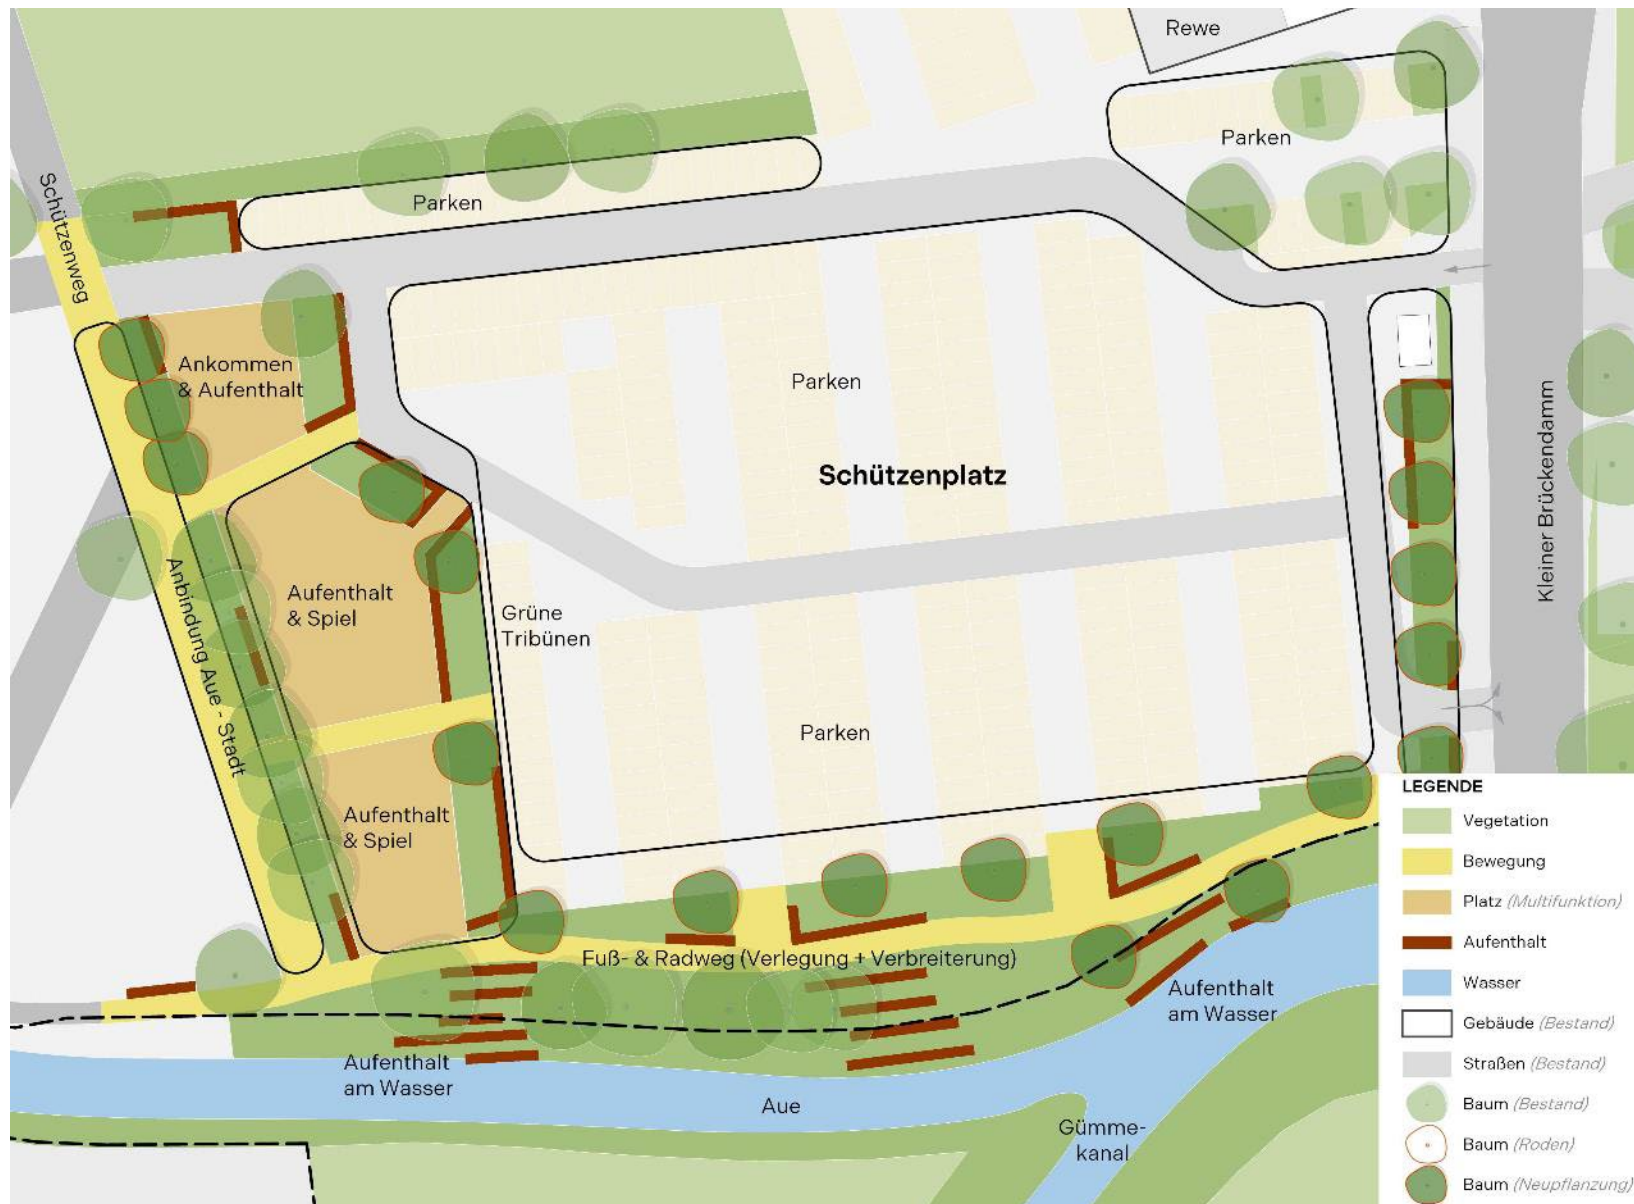 Rewe
Parken
Parken
Schützenweg
Ankommen
& Aufenthalt
Parken
Schützenplatz
Kleiner Brückendamm
Anbindung Aue - Stadt
Aufenthalt
& Spiel
Grüne
Tribünen
Parken
Aufenthalt
& Spiel
Fuß- & Radweg (Verlegung + Verbreiterung)
Aufenthalt
am Wasser
Aufenthalt
am Wasser
Aue
Gümme-
kanal
LEGENDE
Vegetation
Bewegung
Platz (Multifunktion)
Aufenthalt
Wasser
Gebäude (Bestand)
Straßen (Bestand)
Baum (Bestand)
Baum (Roden)
Baum (Neupflanzung)